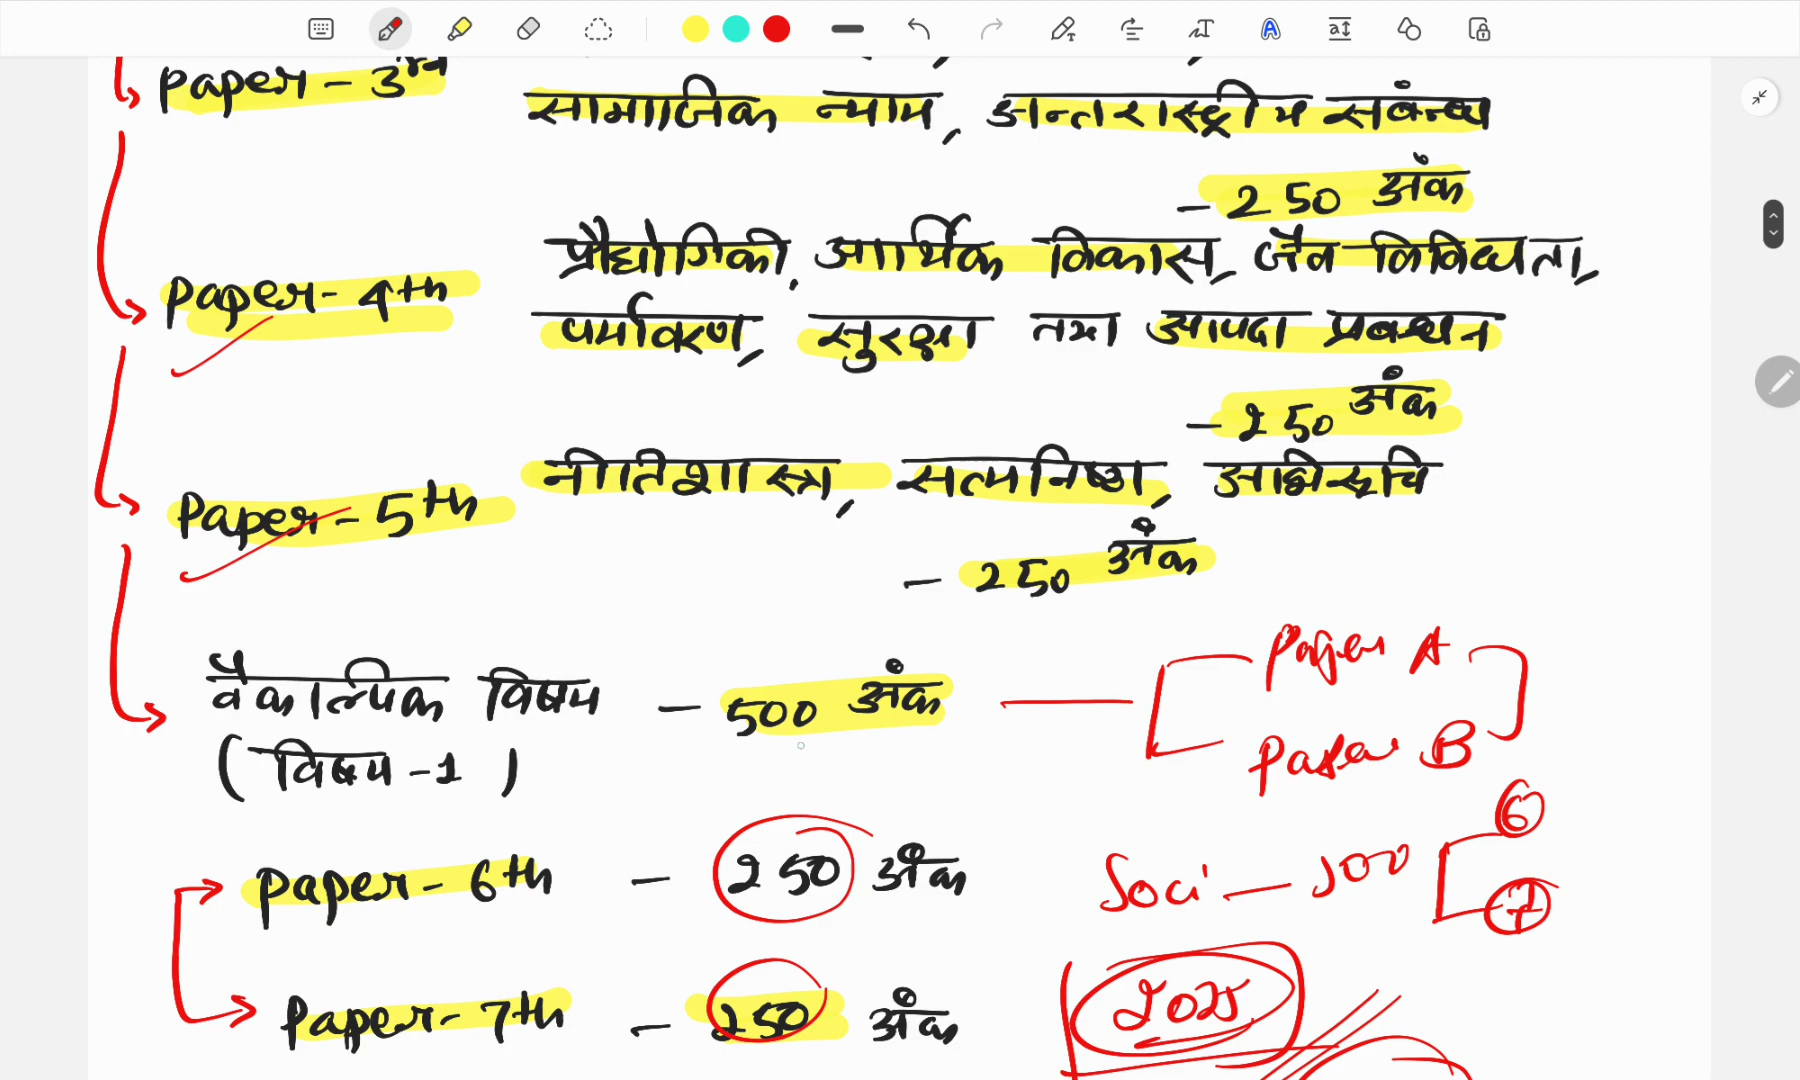 Paper - 3rd
सामाजिक न्याय, अन्तराष्ट्रीय संबन्ध
- 250 अंक
Paper - 4th
प्रौद्योगिकी, आर्थिक विकास, जैव विविधता,
पर्यावरण, सुरक्षा तथा आपदा प्रबन्धन
- 250 अंक
Paper - 5th
नीतिशास्त्र, सत्यनिष्ठा, अभिरूचि
- 250 अंक
वैकल्पिक विषय - 500 अंक
(विषय-1)
Paper A
Paper B
Paper - 6th - 250 अंक
Soci - 500
6
7
Paper - 7th - 250 अंक
2025